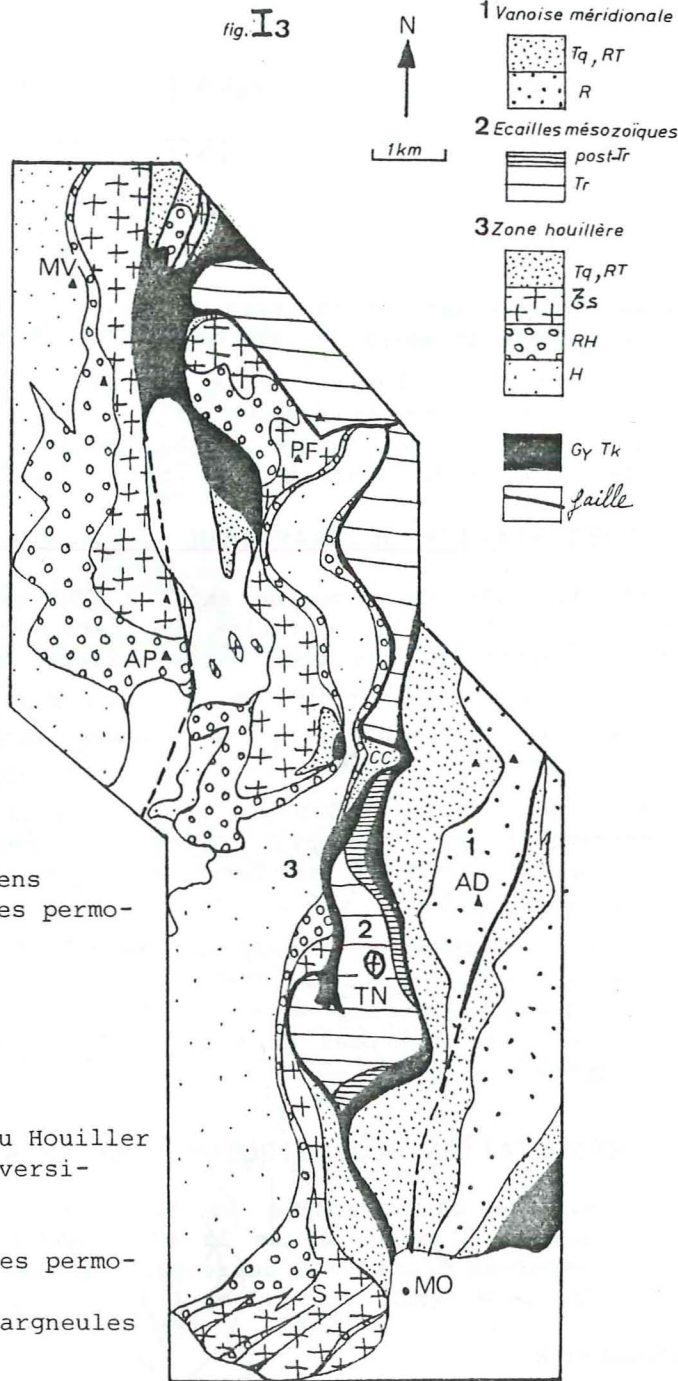 fig. I3
N
1km
1 Vanoise méridionale
Tq, RT
R
2 Ecailles mésozoïques
post-Tr
Tr
3 Zone houillère
Tq, RT
ζs
RH
H
Gy Tk
faille
MV
PF
AP
CC
1
AD
3
2
TN
S
MO
ens
es permo-
u Houiller
versi-
es permo-
argneules